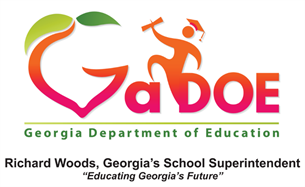 GaDOE
Georgia Department of Education
Richard Woods, Georgia's School Superintendent
"Educating Georgia's Future"